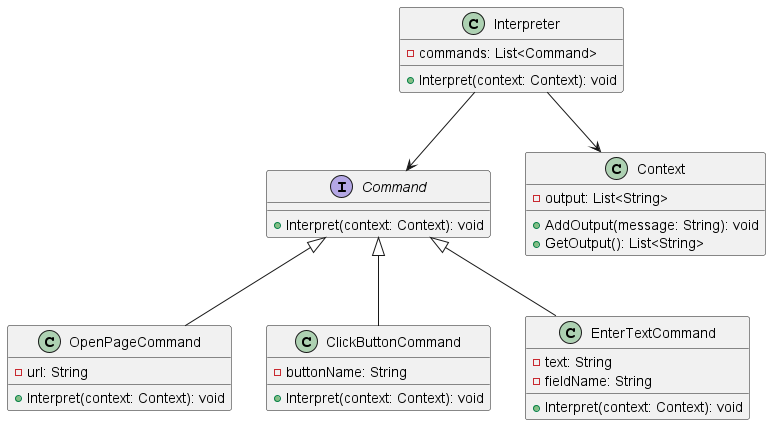 C Interpreter
commands: List<Command>
Interpret(context: Context): void
I Command
Interpret(context: Context): void
C Context
output: List<String>
AddOutput(message: String): void
GetOutput(): List<String>
C OpenPageCommand
url: String
Interpret(context: Context): void
C ClickButtonCommand
buttonName: String
Interpret(context: Context): void
C EnterTextCommand
text: String
fieldName: String
Interpret(context: Context): void